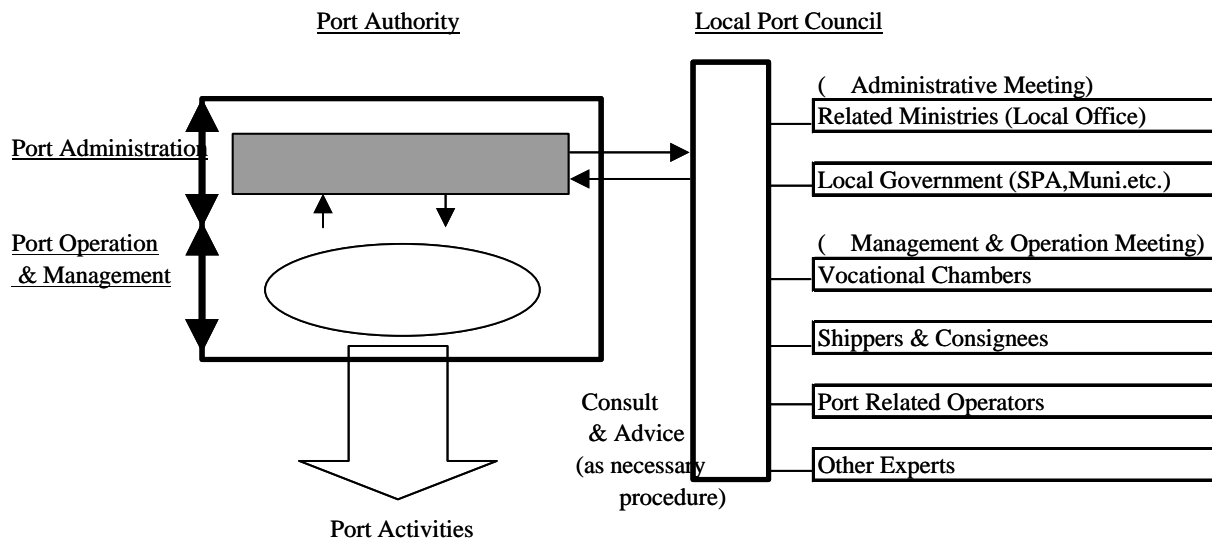 Port Authority
Local Port Council
( Administrative Meeting)
Related Ministries (Local Office)
Port Administration
Local Government (SPA,Muni.etc.)
Port Operation
& Management
( Management & Operation Meeting)
Vocational Chambers
Shippers & Consignees
Port Related Operators
Consult
& Advice
(as necessary
procedure)
Other Experts
Port Activities